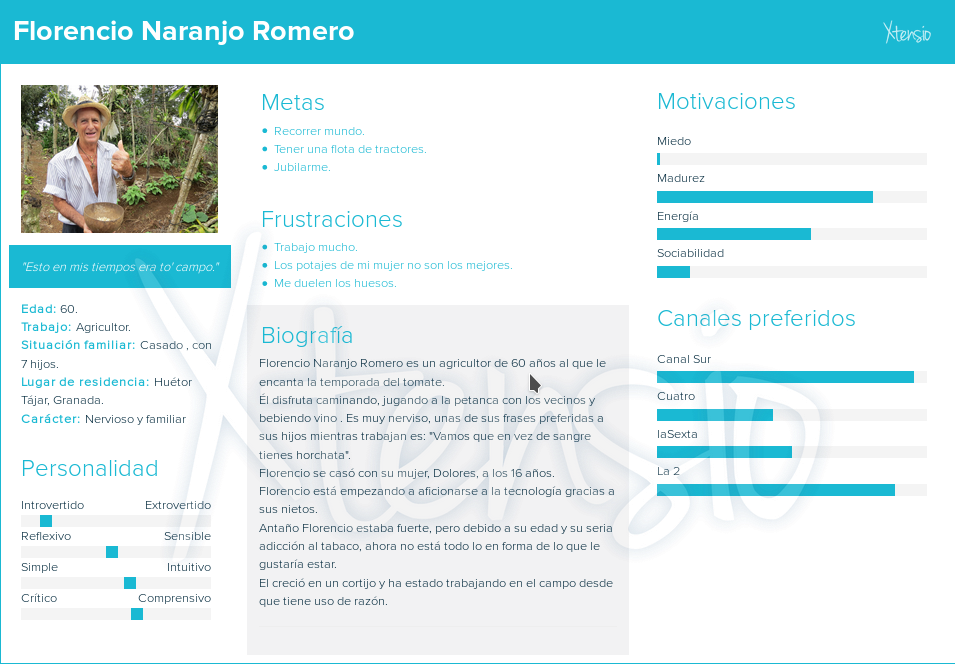 Florencio Naranjo Romero
Xtensio
"Esto en mis tiempos era to' campo."
Edad: 60.
Trabajo: Agricultor.
Situación familiar: Casado , con
7 hijos.
Lugar de residencia: Huétor
Tájar, Granada.
Carácter: Nervioso y familiar
Personalidad
Introvertido Extrovertido
Reflexivo Sensible
Simple Intuitivo
Crítico Comprensivo
Metas
Recorrer mundo.
Tener una flota de tractores.
Jubilarme.
Frustraciones
Trabajo mucho.
Los potajes de mi mujer no son los mejores.
Me duelen los huesos.
Biografía
Florencio Naranjo Romero es un agricultor de 60 años al que le
encanta la temporada del tomate.
Él disfruta caminando, jugando a la petanca con los vecinos y
bebiendo vino . Es muy nerviso, unas de sus frases preferidas a
sus hijos mientras trabajan es: "Vamos que en vez de sangre
tienes horchata".
Florencio se casó con su mujer, Dolores, a los 16 años.
Florencio está empezando a aficionarse a la tecnología gracias a
sus nietos.
Antaño Florencio estaba fuerte, pero debido a su edad y su seria
adicción al tabaco, ahora no está todo lo en forma de lo que le
gustaría estar.
El creció en un cortijo y ha estado trabajando en el campo desde
que tiene uso de razón.
Motivaciones
Miedo
Madurez
Energía
Sociabilidad
Canales preferidos
Canal Sur
Cuatro
laSexta
La 2
Xtensio